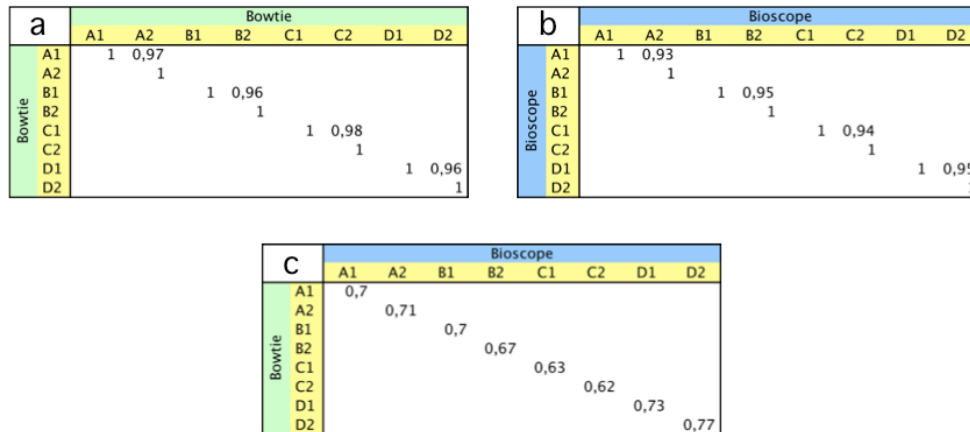 a
Bowtie
A1 A2 B1 B2 C1 C2 D1 D2
Bowtie
A1 1 0,97
A2 1
B1 1 0,96
B2 1
C1 1 0,98
C2 1
D1 1 0,96
D2 1
b
Bioscope
A1 A2 B1 B2 C1 C2 D1 D2
Bioscope
A1 1 0,93
A2 1
B1 1 0,95
B2 1
C1 1 0,94
C2 1
D1 1 0,95
D2
c
Bioscope
A1 A2 B1 B2 C1 C2 D1 D2
Bowtie
A1 0,7
A2 0,71
B1 0,7
B2 0,67
C1 0,63
C2 0,62
D1 0,73
D2 0,77